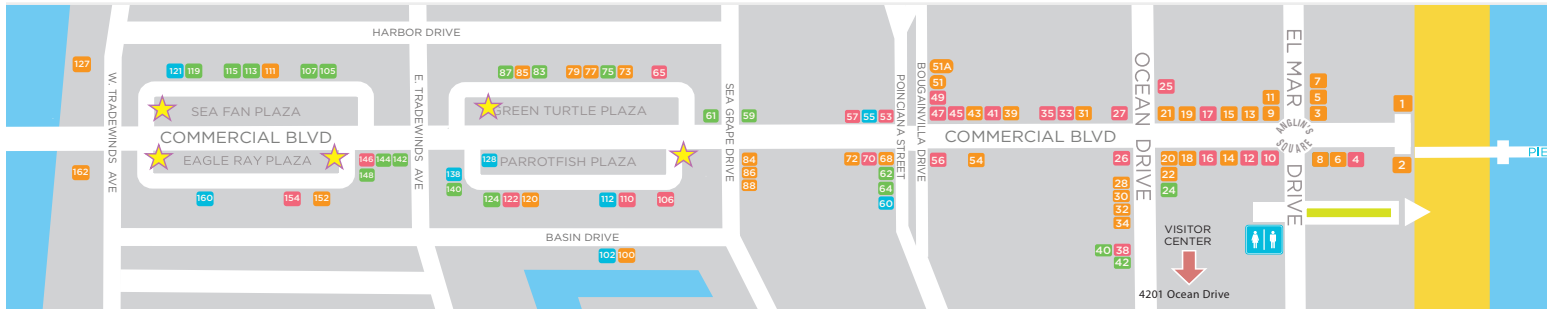 HARBOR DRIVE
127
121 119 115 113 111 107 105
87 85 83 79 77 75 73 65
W. TRADEWINDS AVE
E. TRADEWINDS AVE
SEA GRAPE DRIVE
POINCIANA STREET
BOUGAINVILLA DRIVE
OCEAN DRIVE
EL MAR DRIVE
ANGLIN'S SQUARE
SEA FAN PLAZA
GREEN TURTLE PLAZA
COMMERCIAL BLVD
COMMERCIAL BLVD
EAGLE RAY PLAZA
PARROTFISH PLAZA
128
61 59
57 55 53
51A
51
49
47 45 43 41 39 35 33 31 27
25
21 19 17 15 13
11
9
7
5
3
1
2
PIE
162
160 154 152
146 144 142
148
138
140
124 122 120 112 110 106
84
86
88
72 70 68
62
64
60
56 54
26
28
30
32
34
40 38
42
20 18 16 14 12 10
22
24
8 6 4
BASIN DRIVE
102 100
VISITOR
CENTER
4201 Ocean Drive